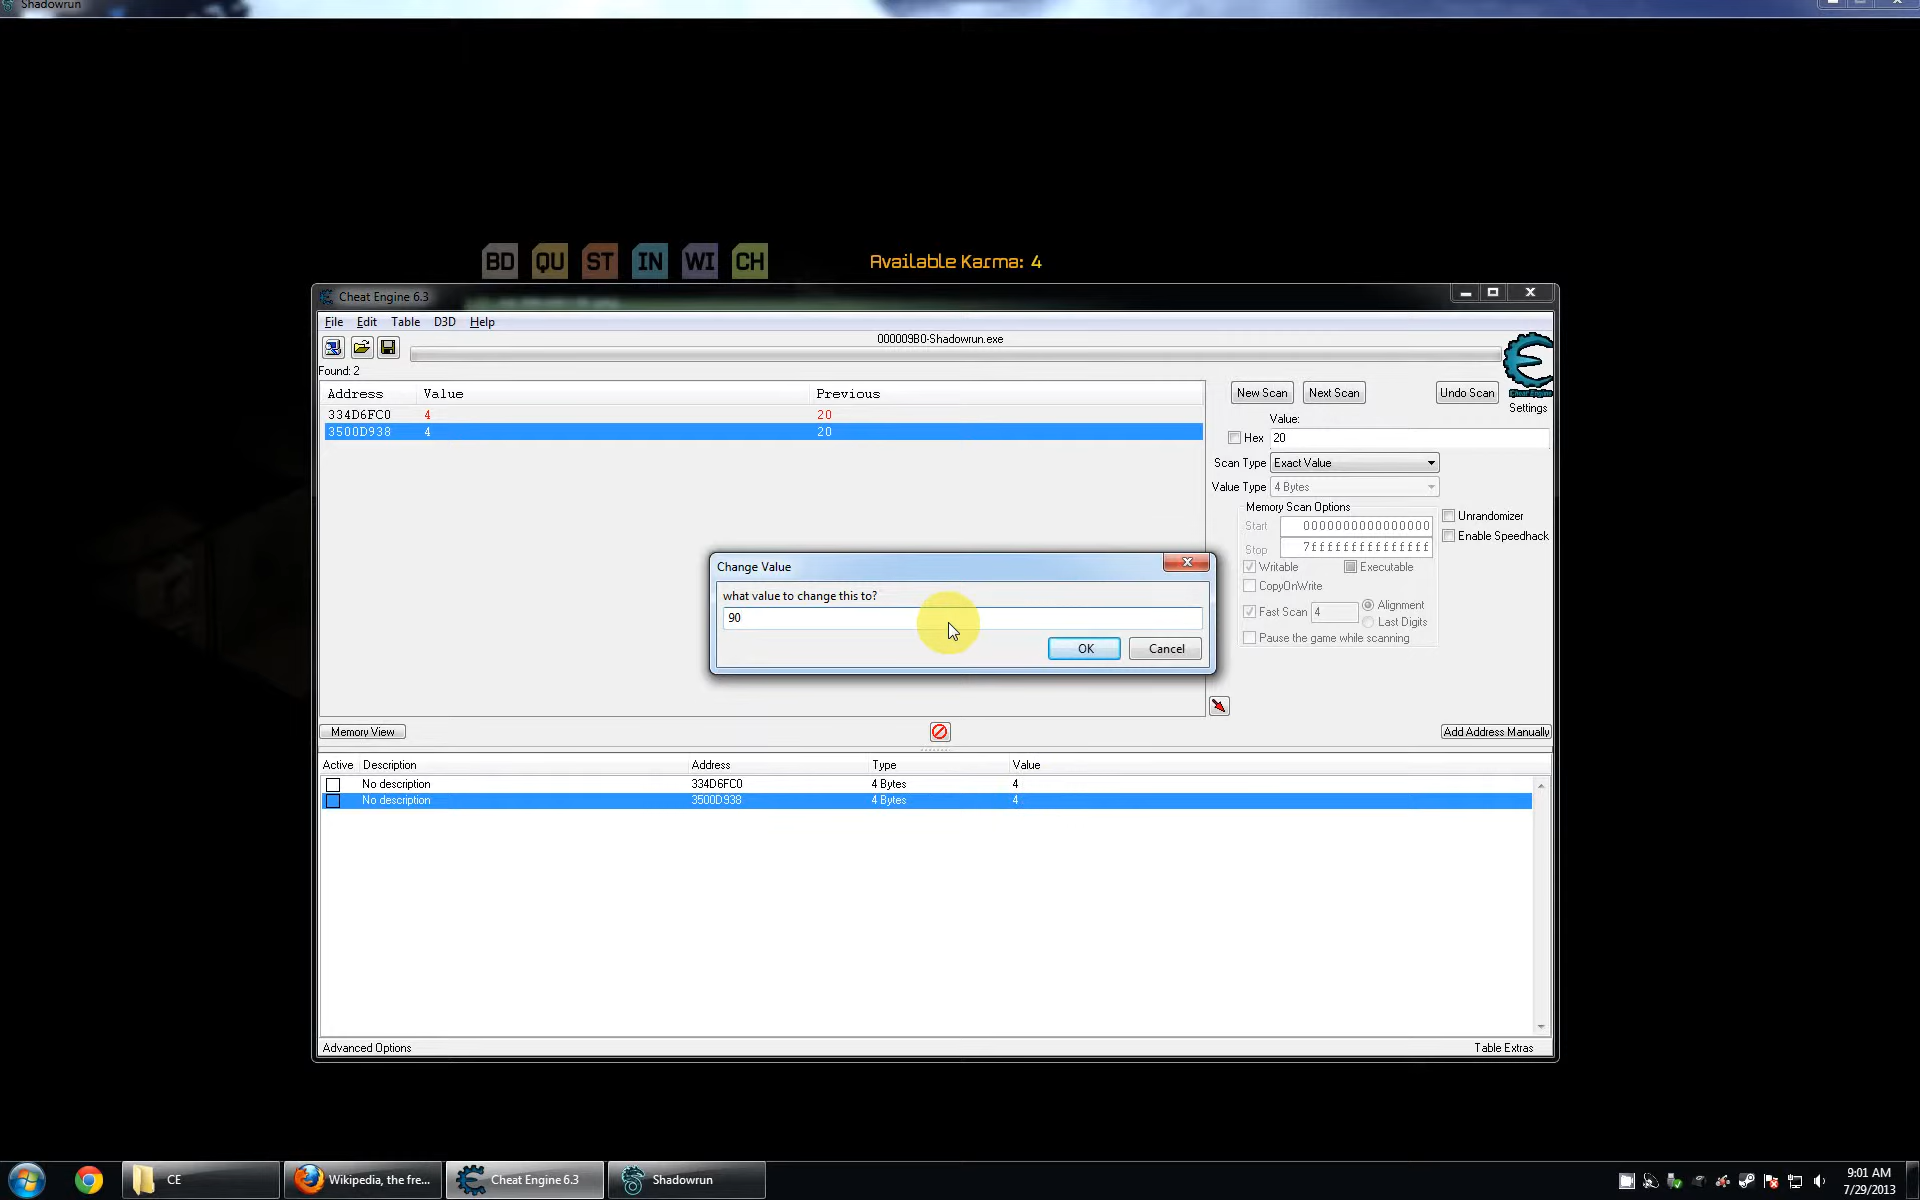 Shadowrun
BD QU ST IN WI CH
Available Karma: 4
Cheat Engine 6.3
File Edit Table D3D Help
000009B0-Shadowrun.exe
Found: 2
Address Value Previous
334D6FC0 4 20
3500D938 4 20
New Scan Next Scan Undo Scan
Cheat Engine
Settings
Value:
Hex 20
Scan Type Exact Value
Value Type 4 Bytes
Memory Scan Options
Start 0000000000000000
Stop 7fffffffffffffff
Unrandomizer
Enable Speedhack
Writable Executable
CopyOnWrite
Fast Scan 4 Alignment
Last Digits
Pause the game while scanning
Change Value
what value to change this to?
90
OK Cancel
Memory View Add Address Manually
Active Description Address Type Value
No description 334D6FC0 4 Bytes 4
No description 3500D938 4 Bytes 4
Advanced Options Table Extras
CE Wikipedia, the fre... Cheat Engine 6.3 Shadowrun
9:01 AM
7/29/2013